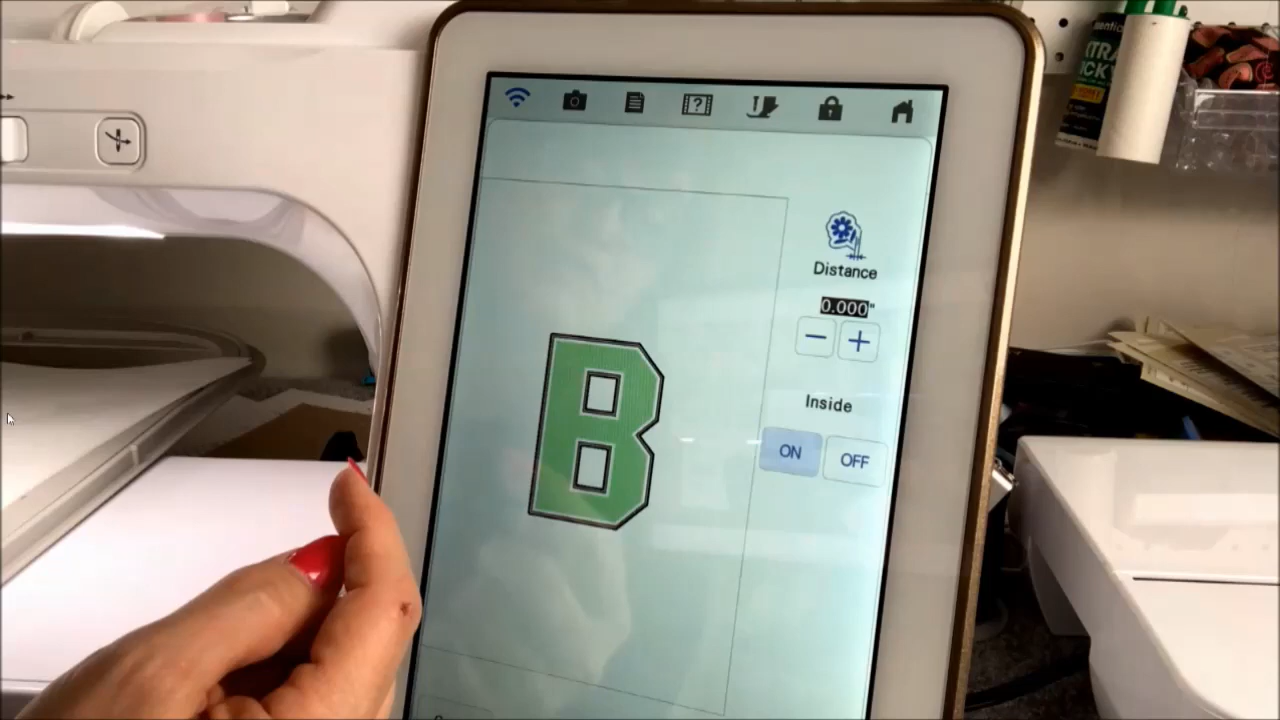 ?
Distance
0.000"
− +
B
Inside
ON OFF